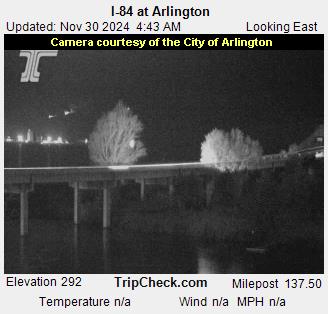 I-84 at Arlington
Updated: Nov 30 2024 4:43 AM Looking East
Camera courtesy of the City of Arlington
Elevation 292 TripCheck.com Milepost 137.50
Temperature n/a Wind n/a MPH n/a